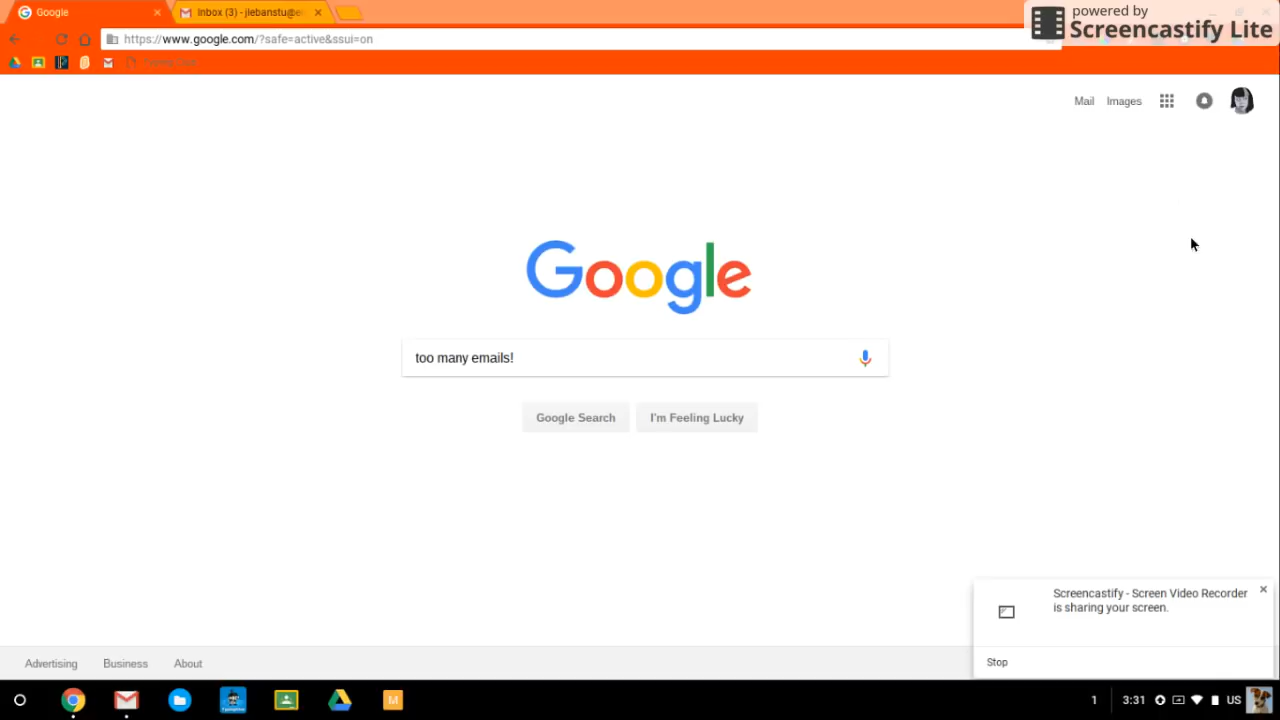 Google
Inbox (3) - jlebanstu@e
powered by
Screencastify Lite
https://www.google.com/?safe=active&ssui=on
Mail
Images
Google
too many emails!
Google Search
I'm Feeling Lucky
Screencastify - Screen Video Recorder
is sharing your screen.
Stop
Advertising
Business
About
M
1
3:31
US